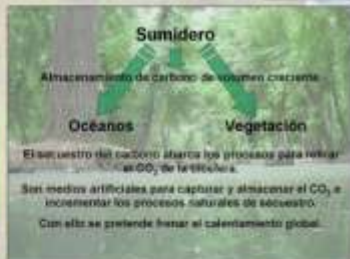 Sumidero
Almacenamiento de carbono de volumen creciente
Océanos Vegetación
El secuestro del carbono abarca los procesos para retirar
el CO₂ de la
Son medios artificiales para capturar y almacenar el CO₂ e
incrementar los procesos naturales de secuestro.
Con ello se pretende frenar el calentamiento global.